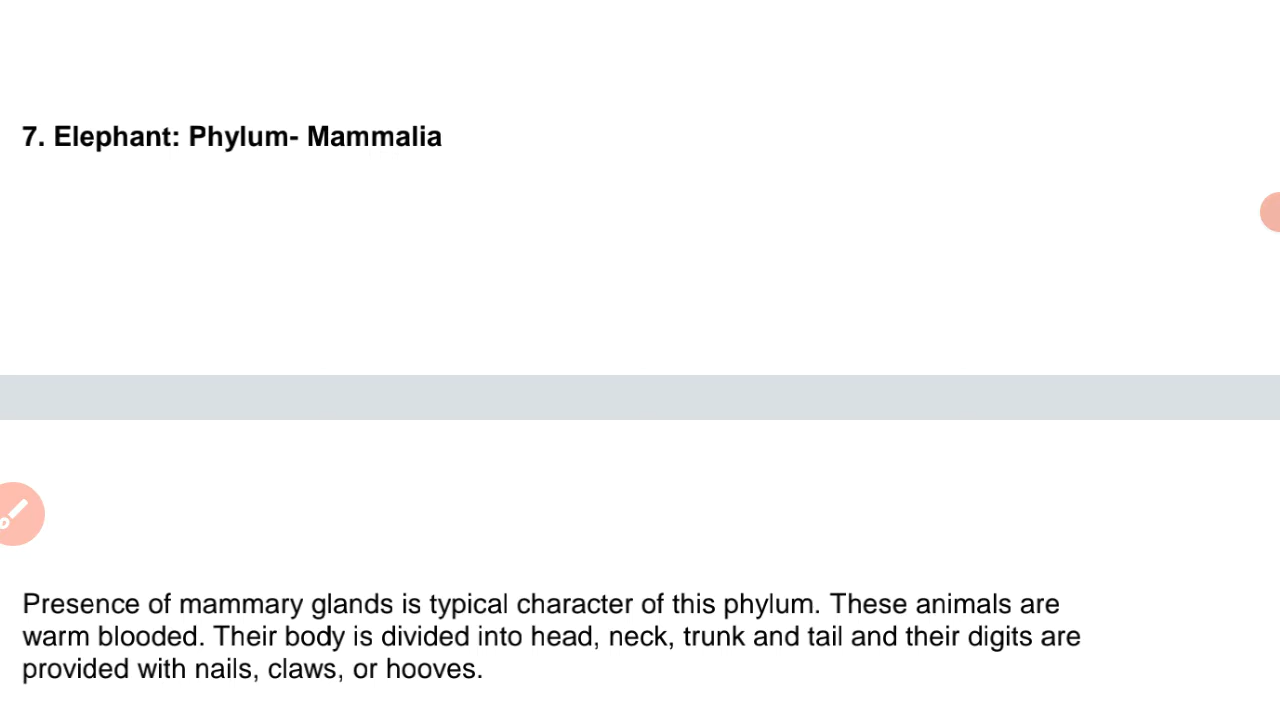 7. Elephant: Phylum- Mammalia
Presence of mammary glands is typical character of this phylum. These animals are
warm blooded. Their body is divided into head, neck, trunk and tail and their digits are
provided with nails, claws, or hooves.